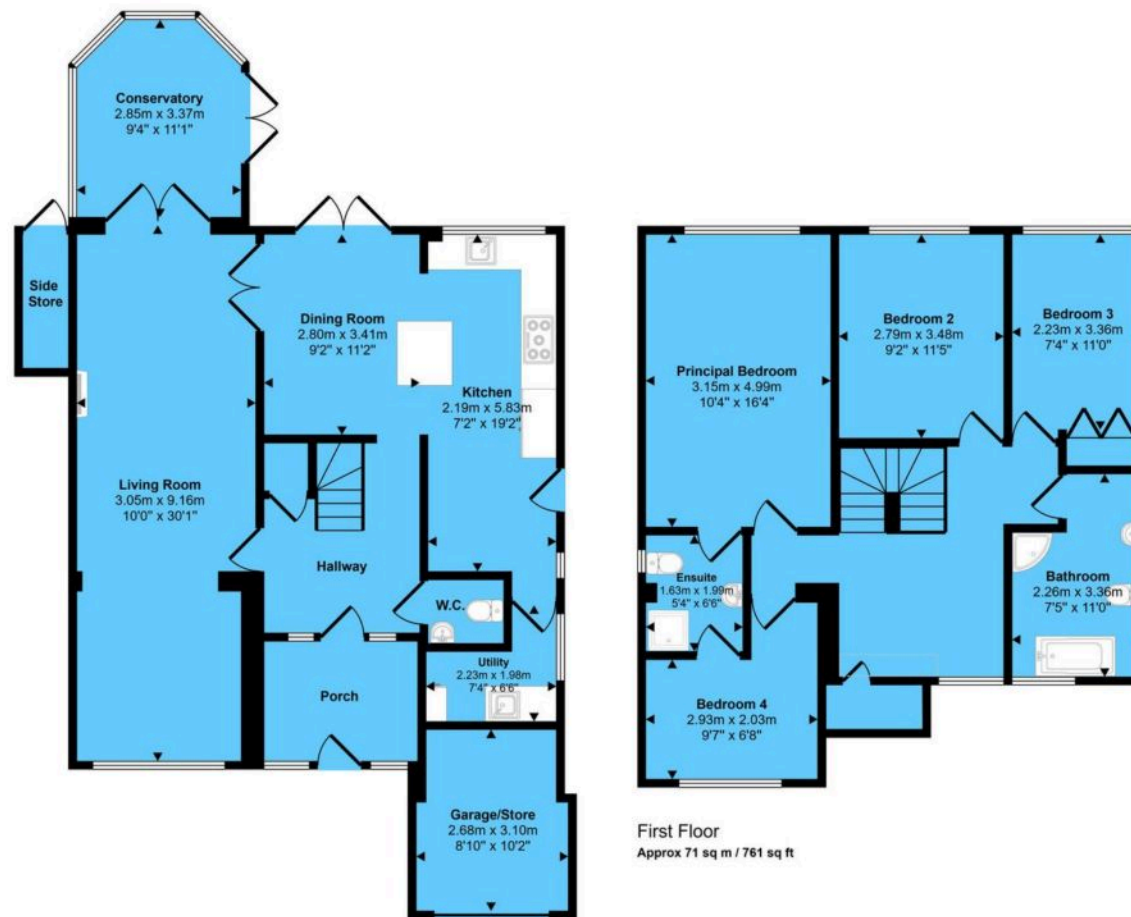 Conservatory
2.85m x 3.37m
9'4" x 11'1"
Side
Store
Dining Room
2.80m x 3.41m
9'2" x 11'2"
Kitchen
2.19m x 5.83m
7'2" x 19'2"
Living Room
3.05m x 9.16m
10'0" x 30'1"
Hallway
W.C.
Utility
2.23m x 1.98m
7'4" x 6'6"
Porch
Garage/Store
2.68m x 3.10m
8'10" x 10'2"
Principal Bedroom
3.15m x 4.99m
10'4" x 16'4"
Bedroom 2
2.79m x 3.48m
9'2" x 11'5"
Bedroom 3
2.23m x 3.36m
7'4" x 11'0"
Ensuite
1.63m x 1.99m
5'4" x 6'6"
Bathroom
2.26m x 3.36m
7'5" x 11'0"
Bedroom 4
2.93m x 2.03m
9'7" x 6'8"
First Floor
Approx 71 sq m / 761 sq ft